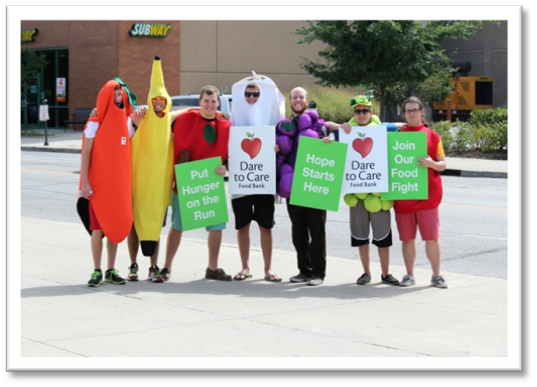 SUBWAY
Put
Hunger
on the
Run
Dare
to Care
Food Bank
Hope
Starts
Here
Dare
to Care
Food Bank
Join
Our
Food
Fight